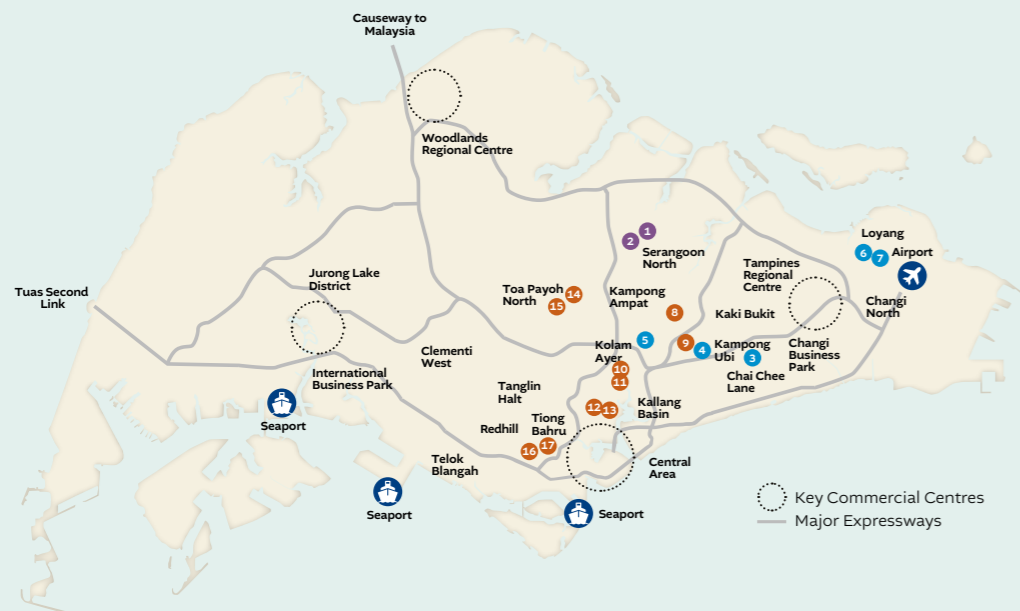 Causeway to
Malaysia
Woodlands
Regional Centre
Loyang
6
7
Airport
1
2
Serangoon
North
Tampines
Regional
Centre
Changi
North
Jurong Lake
District
Tuas Second
Link
Toa Payoh
North
14
15
Kampong
Ampat
8
Kaki Bukit
5
Kolam
Ayer
9
4
Kampong
Ubi
3
Changi
Business
Park
Chai Chee
Lane
Clementi
West
International
Business Park
10
11
Tanglin
Halt
12
13
Kallang
Basin
Seaport
Redhill
Tiong
Bahru
16
17
Telok
Blangah
Central
Area
Seaport
Seaport
Key Commercial Centres
Major Expressways